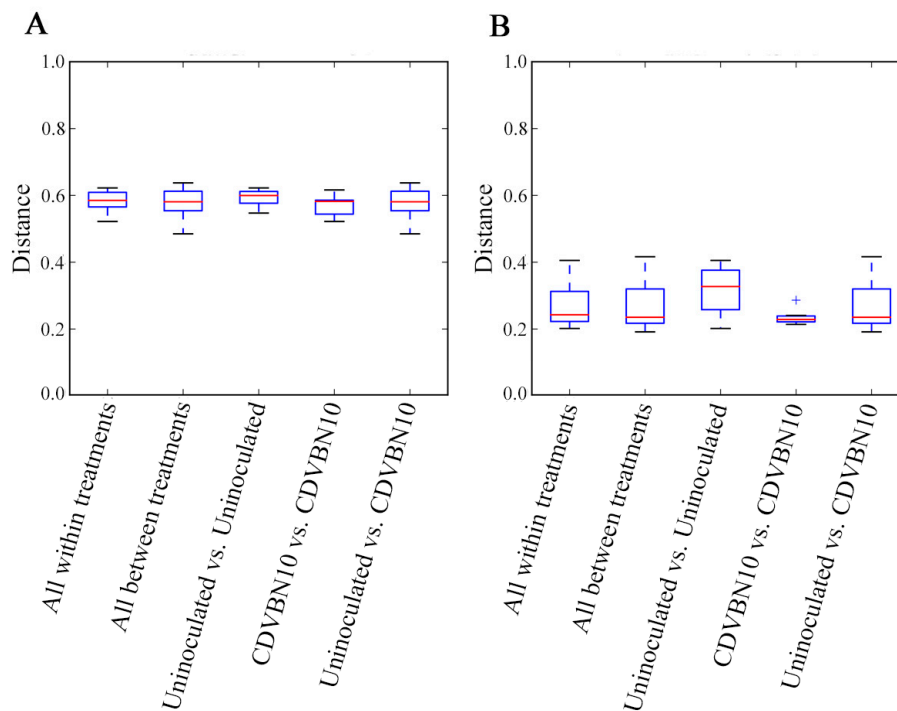 A
B
1.0
0.8
0.6
0.4
0.2
0.0
Distance
All within treatments
All between treatments
Uninoculated vs. Uninoculated
CDVBN10 vs. CDVBN10
Uninoculated vs. CDVBN10
1.0
0.8
0.6
0.4
0.2
0.0
Distance
All within treatments
All between treatments
Uninoculated vs. Uninoculated
CDVBN10 vs. CDVBN10
Uninoculated vs. CDVBN10